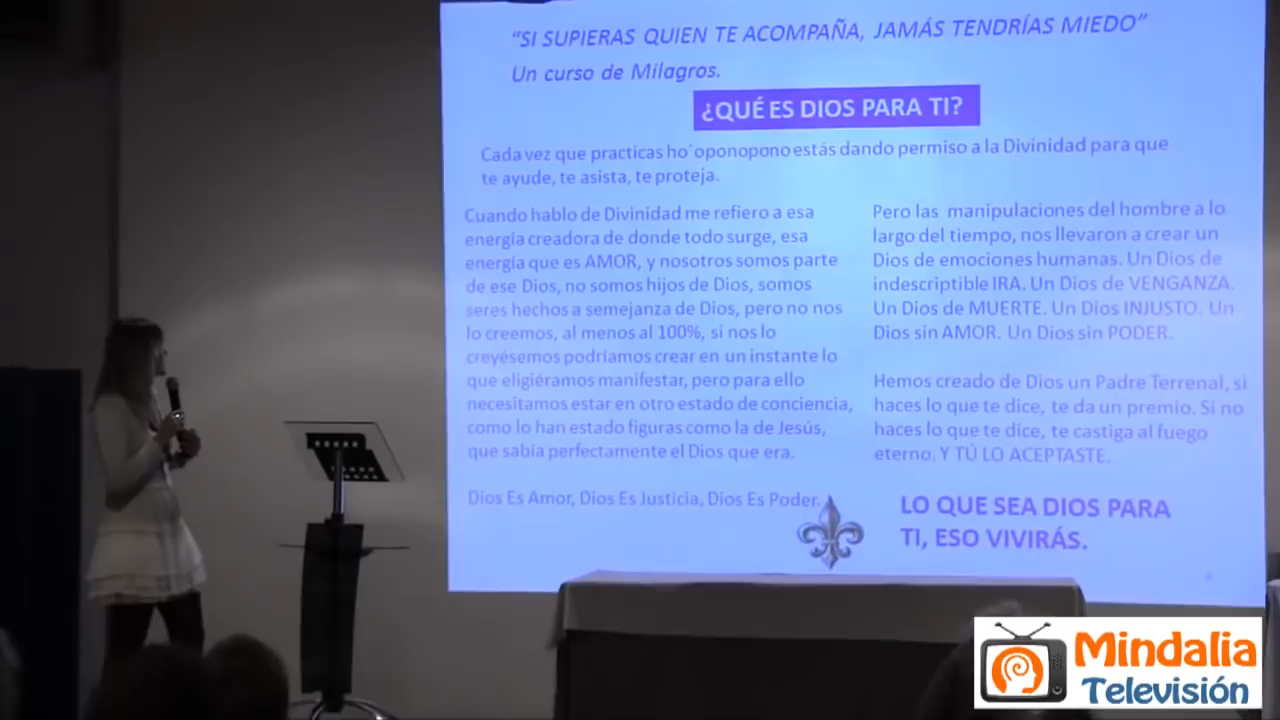 “SI SUPIERAS QUIEN TE ACOMPAÑA, JAMÁS TENDRÍAS MIEDO”
Un curso de Milagros.
¿QUÉ ES DIOS PARA TI?
Cada vez que practicas ho´oponopono estás dando permiso a la Divinidad para que
te ayude, te asista, te proteja.
Cuando hablo de Divinidad me refiero a esa
energía creadora de donde todo surge, esa
energía que es AMOR, y nosotros somos parte
de ese Dios, no somos hijos de Dios, somos
seres hechos a semejanza de Dios, pero no nos
lo creemos, al menos al 100%, si nos lo
creyésemos podríamos crear en un instante lo
que eligiéramos manifestar, pero para ello
necesitamos estar en otro estado de conciencia,
como lo han estado figuras como la de Jesús,
que sabía perfectamente el Dios que era.
Dios Es Amor, Dios Es Justicia, Dios Es Poder.
Pero las manipulaciones del hombre a lo
largo del tiempo, nos llevaron a crear un
Dios de emociones humanas. Un Dios de
indescriptible IRA. Un Dios de VENGANZA.
Un Dios de MUERTE. Un Dios INJUSTO. Un
Dios sin AMOR. Un Dios sin PODER.
Hemos creado de Dios un Padre Terrenal, si
haces lo que te dice, te da un premio. Si no
haces lo que te dice, te castiga al fuego
eterno. Y TÚ LO ACEPTASTE.
LO QUE SEA DIOS PARA
TI, ESO VIVIRÁS.
Mindalia
Televisión